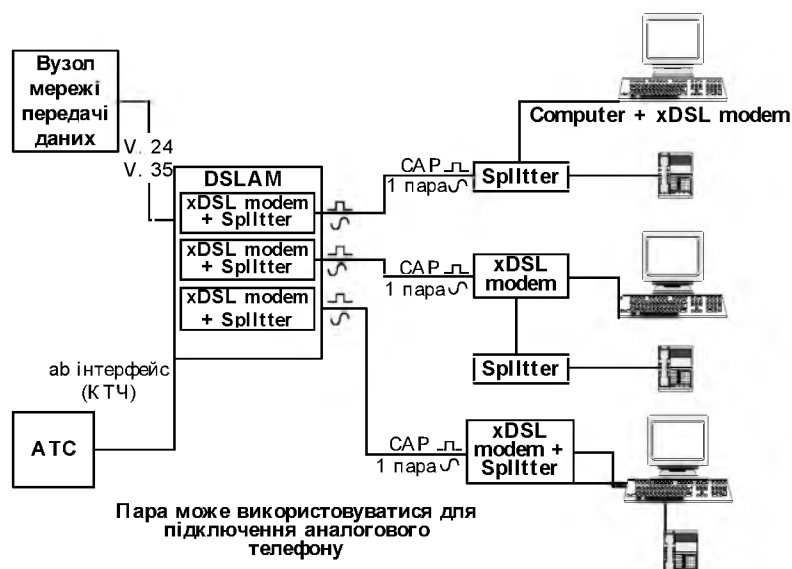 Вузол
мережі
передачі
даних
V. 24
V. 35
DSLAM
xDSL modem
+ Splitter
xDSL modem
+ Splitter
xDSL modem
+ Splitter
ab інтерфейс
(КТЧ)
АТС
CAP
1 пара
Splitter
Computer + xDSL modem
CAP
1 пара
xDSL
modem
Splitter
CAP
1 пара
xDSL
modem +
Splitter
Пара може використовуватися для
підключення аналогового
телефону